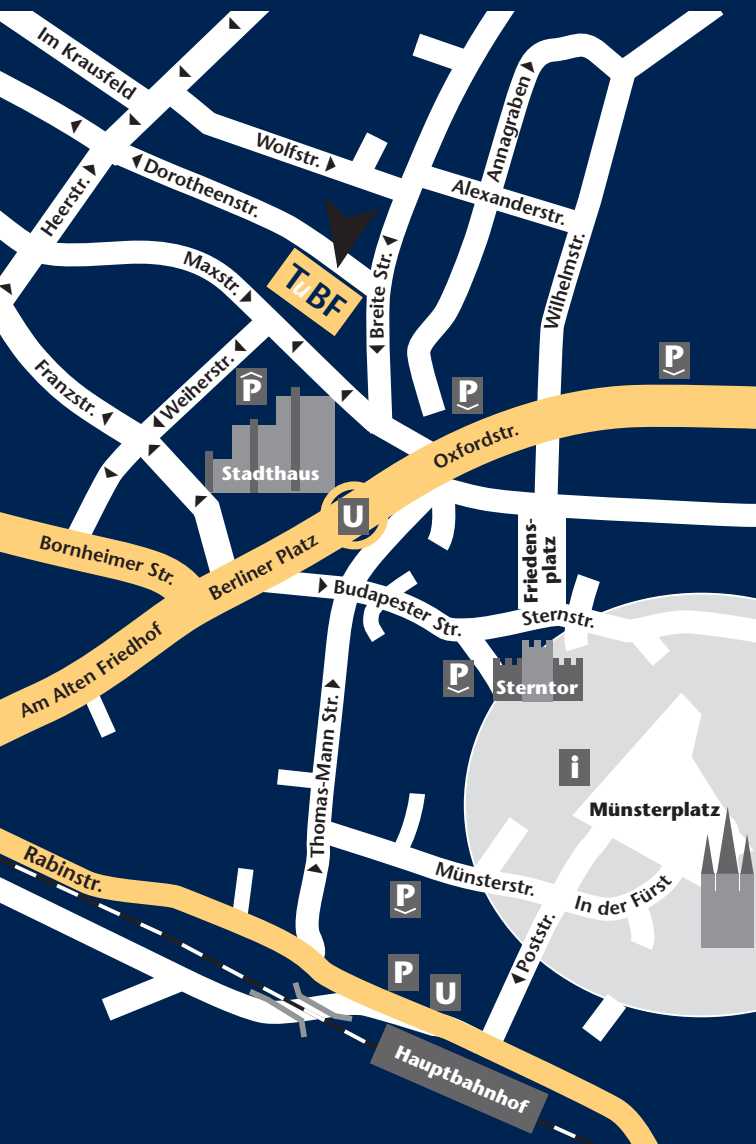 Im Krausfeld
Wolfstr.
Annagraben
Alexanderstr.
Dorotheenstr.
Heerstr.
Breite Str.
Wilhelmstr.
Maxstr.
TuBF
Franzstr.
Weiherstr.
P
P
P
Oxfordstr.
Stadthaus
U
Bornheimer Str.
Berliner Platz
Friedens-
platz
Budapester Str.
Sternstr.
Am Alten Friedhof
P
Sterntor
Thomas-Mann Str.
i
Münsterplatz
Rabinstr.
Münsterstr.
In der Fürst
P
Poststr.
P
U
Hauptbahnhof